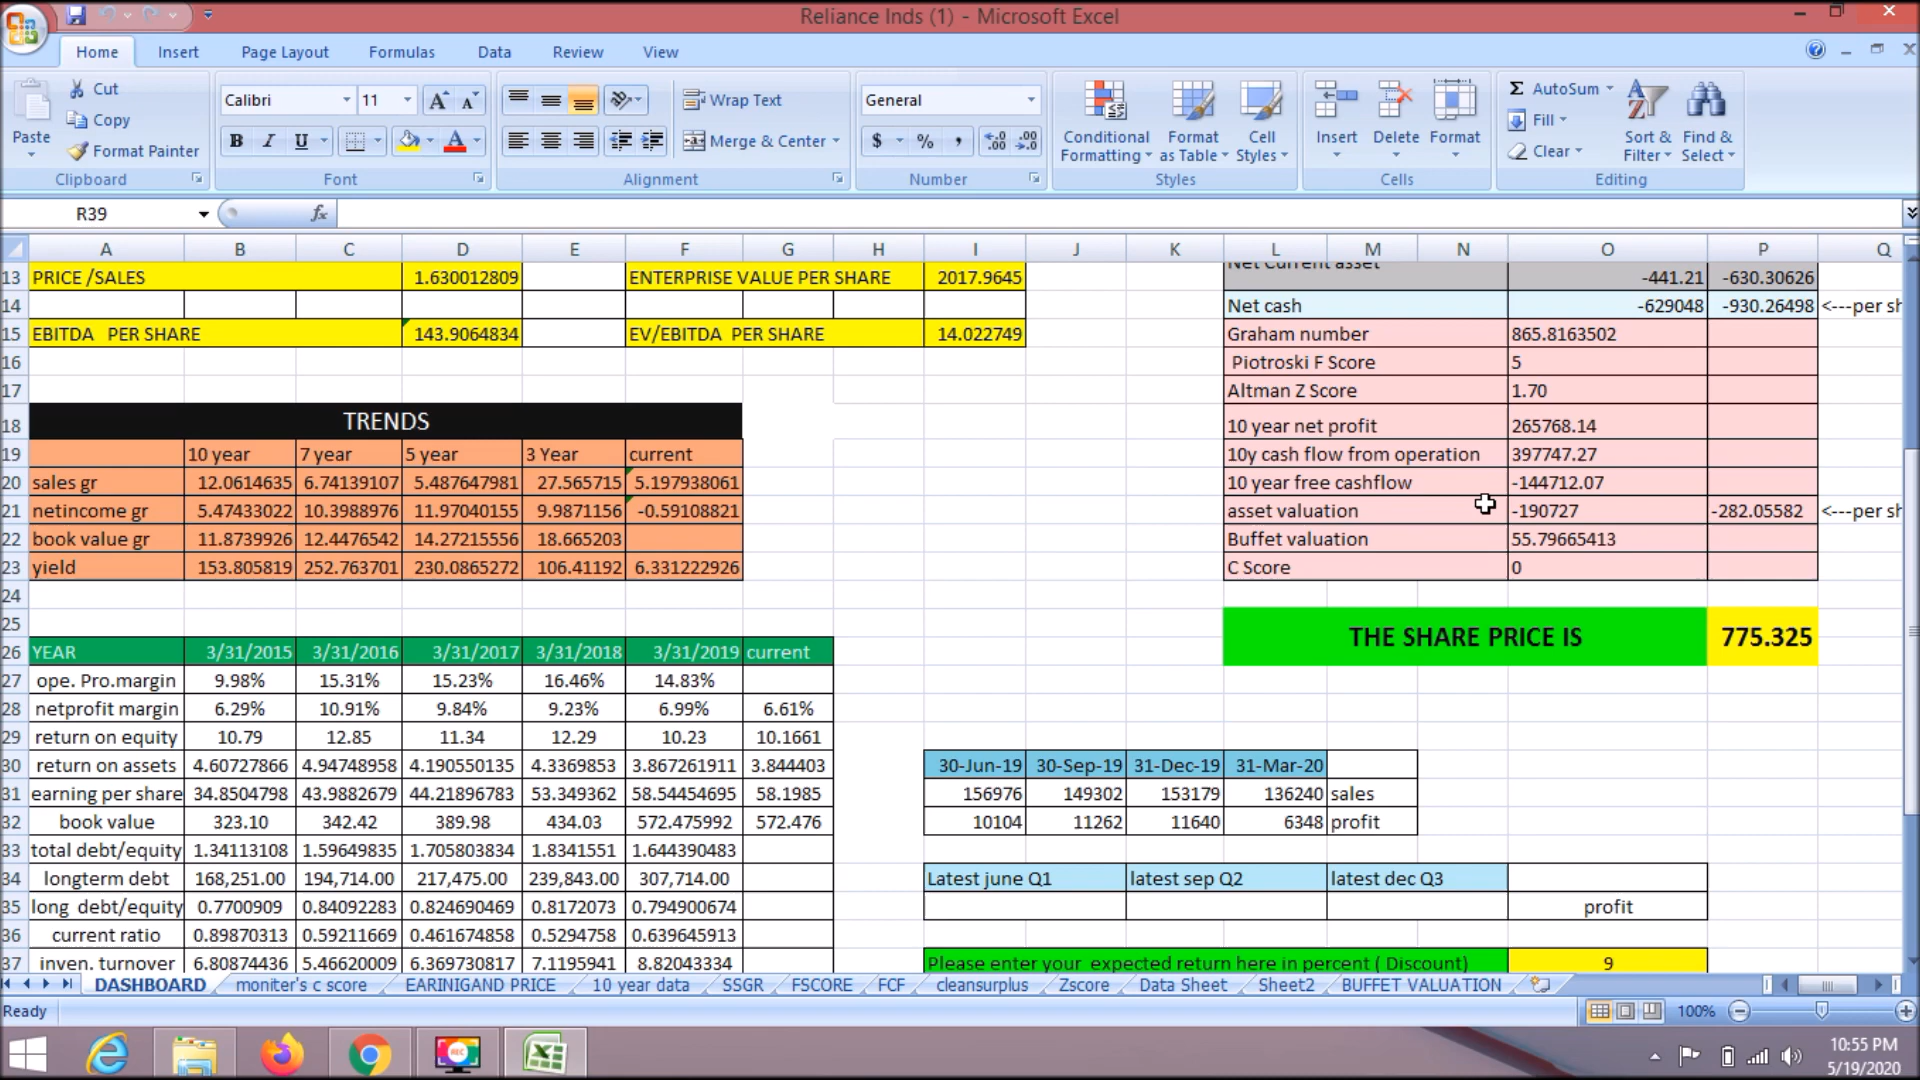 Reliance Inds (1) - Microsoft Excel
Home Insert Page Layout Formulas Data Review View
Cut
Copy
Format Painter
Paste
Clipboard
Calibri 11
B I U
Font
Wrap Text
Merge & Center
Alignment
General
$ % ,
Number
Conditional Formatting
Format as Table
Cell Styles
Styles
Insert Delete Format
Cells
Σ AutoSum
Fill
Clear
Sort & Filter
Find & Select
Editing
R39 fx
A B C D E F G H I J K L M N O P Q
13 PRICE /SALES 1.630012809 ENTERPRISE VALUE PER SHARE 2017.9645 Net Current asset -441.21 -630.30626
14 Net cash -629048 -930.26498 <---per sh
15 EBITDA PER SHARE 143.9064834 EV/EBITDA PER SHARE 14.022749 Graham number 865.8163502
16 Piotroski F Score 5
17 Altman Z Score 1.70
18 TRENDS 10 year net profit 265768.14
19 10 year 7 year 5 year 3 Year current 10y cash flow from operation 397747.27
20 sales gr 12.0614635 6.74139107 5.487647981 27.565715 5.197938061 10 year free cashflow -144712.07
21 netincome gr 5.47433022 10.3988976 11.97040155 9.9871156 -0.59108821 asset valuation -190727 -282.05582 <---per sh
22 book value gr 11.8739926 12.4476542 14.27215556 18.665203 Buffet valuation 55.79665413
23 yield 153.805819 252.763701 230.0865272 106.41192 6.331222926 C Score 0
24
25 THE SHARE PRICE IS 775.325
26 YEAR 3/31/2015 3/31/2016 3/31/2017 3/31/2018 3/31/2019 current
27 ope. Pro.margin 9.98% 15.31% 15.23% 16.46% 14.83%
28 netprofit margin 6.29% 10.91% 9.84% 9.23% 6.99% 6.61%
29 return on equity 10.79 12.85 11.34 12.29 10.23 10.1661
30 return on assets 4.60727866 4.94748958 4.190550135 4.3369853 3.867261911 3.844403 30-Jun-19 30-Sep-19 31-Dec-19 31-Mar-20
31 earning per share 34.8504798 43.9882679 44.21896783 53.349362 58.54454695 58.1985 156976 149302 153179 136240 sales
32 book value 323.10 342.42 389.98 434.03 572.475992 572.476 10104 11262 11640 6348 profit
33 total debt/equity 1.34113108 1.59649835 1.705803834 1.8341551 1.644390483
34 longterm debt 168,251.00 194,714.00 217,475.00 239,843.00 307,714.00 Latest june Q1 latest sep Q2 latest dec Q3
35 long debt/equity 0.7700909 0.84092283 0.824690469 0.8172073 0.794900674 profit
36 current ratio 0.89870313 0.59211669 0.461674858 0.5294758 0.639645913
37 inven. turnover 6.80874436 5.46620009 6.369730817 7.1195941 8.82043334 Please enter your expected return here in percent ( Discount) 9
DASHBOARD moniter's c score EARINIGAND PRICE 10 year data SSGR FSCORE FCF cleansurplus Zscore Data Sheet Sheet2 BUFFET VALUATION
Ready 100%
REC
10:55 PM
5/19/2020